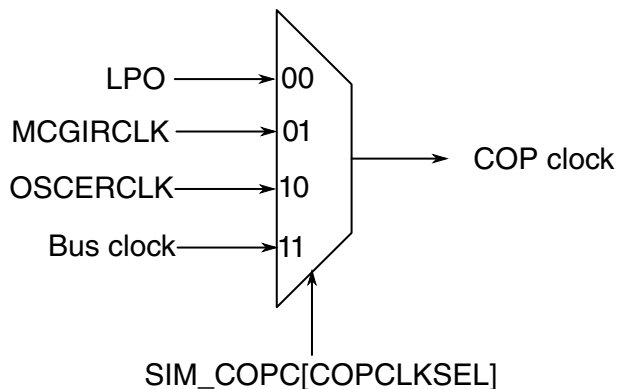 LPO
00
MCGIRCLK
01
OSCERCLK
10
Bus clock
11
COP clock
SIM_COPC[COPCLKSEL]